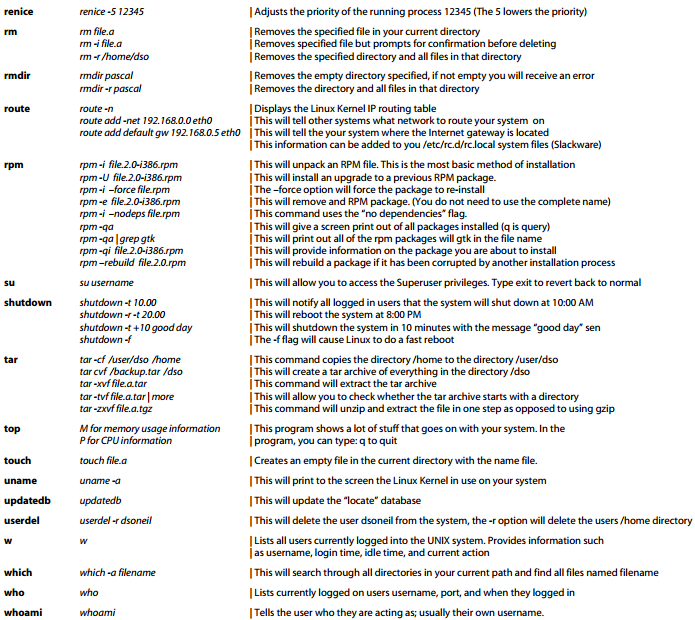 renice renice -5 12345 Adjusts the priority of the running process 12345 (The 5 lowers the priority)
rm rm file.a Removes the specified file in your current directory
rm -i file.a Removes specified file but prompts for confirmation before deleting
rm -r /home/dso Removes the specified directory and all files in that directory
rmdir rmdir pascal Removes the empty directory specified, if not empty you will receive an error
rmdir -r pascal Removes the directory and all files in that directory
route route -n Displays the Linux Kernel IP routing table
route add -net 192.168.0.0 eth0 This will tell other systems what network to route your system on
route add default gw 192.168.0.5 eth0 This will tell the your system where the Internet gateway is located
This information can be added to you /etc/rc.d/rc.local system files (Slackware)
rpm rpm -i file.2.0-i386.rpm This will unpack an RPM file. This is the most basic method of installation
rpm -U file.2.0-i386.rpm This will install an upgrade to a previous RPM package.
rpm -i –force file.rpm The –force option will force the package to re-install
rpm -e file.2.0-i386.rpm This will remove and RPM package. (You do not need to use the complete name)
rpm -i –nodeps file.rpm This command uses the “no dependencies” flag.
rpm -qa This will give a screen print out of all packages installed (q is query)
rpm -qa | grep gtk This will print out all of the rpm packages will gtk in the file name
rpm -qi file.2.0-i386.rpm This will provide information on the package you are about to install
rpm –rebuild file.2.0.rpm This will rebuild a package if it has been corrupted by another installation process
su su username This will allow you to access the Superuser privileges. Type exit to revert back to normal
shutdown shutdown -t 10.00 This will notify all logged in users that the system will shut down at 10:00 AM
shutdown -r -t 20.00 This will reboot the system at 8:00 PM
shutdown -t +10 good day This will shutdown the system in 10 minutes with the message “good day” sen
shutdown -f The -f flag will cause Linux to do a fast reboot
tar tar -cf /user/dso /home This command copies the directory /home to the directory /user/dso
tar cvf /backup.tar /dso This will create a tar archive of everything in the directory /dso
tar -xvf file.a.tar This command will extract the tar archive
tar -tvf file.a.tar | more This will allow you to check whether the tar archive starts with a directory
tar -zxvf file.a.tgz This command will unzip and extract the file in one step as opposed to using gzip
top M for memory usage information This program shows a lot of stuff that goes on with your system. In the
P for CPU information program, you can type: q to quit
touch touch file.a Creates an empty file in the current directory with the name file.
uname uname -a This will print to the screen the Linux Kernel in use on your system
updatedb updatedb This will update the “locate” database
userdel userdel -r dsoneil This will delete the user dsoneil from the system, the -r option will delete the users /home directory
w w Lists all users currently logged into the UNIX system. Provides information such
as username, login time, idle time, and current action
which which -a filename This will search through all directories in your current path and find all files named filename
who who Lists currently logged on users username, port, and when they logged in
whoami whoami Tells the user who they are acting as; usually their own username.